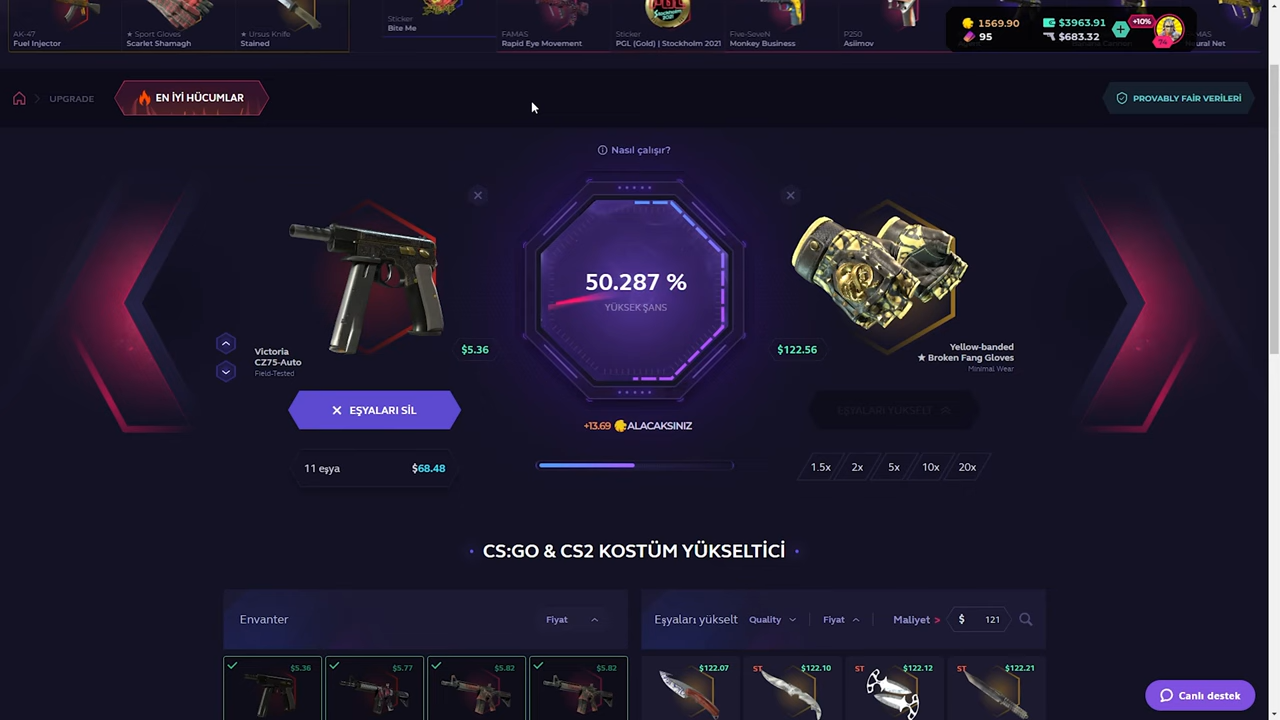 AK-47
Fuel Injector
★ Sport Gloves
Scarlet Shamagh
★ Ursus Knife
Stained
Sticker
Bite Me
FAMAS
Rapid Eye Movement
Sticker
PGL (Gold) | Stockholm 2021
Five-SeveN
Monkey Business
P250
Asiimov
Neural Net
1569.90
95
$3963.91
$683.32
+10%
UPGRADE
EN İYİ HÜCUMLAR
PROVABLY FAIR VERİLERİ
Nasıl çalışır?
50.287 %
YÜKSEK ŞANS
$5.36
$122.56
Victoria
CZ75-Auto
Field-Tested
Yellow-banded
★ Broken Fang Gloves
Minimal Wear
EŞYALARI SİL
EŞYALARI YÜKSELT
+13.69 ALACAKSINIZ
11 eşya
$68.48
1.5x
2x
5x
10x
20x
CS:GO & CS2 KOSTÜM YÜKSELTİCİ
Envanter
Fiyat
Eşyaları yükselt
Quality
Fiyat
Maliyet >
$ 121
$5.36
$5.77
$5.82
$5.82
$122.07
ST
$122.10
ST
$122.12
ST
$122.21
Canlı destek